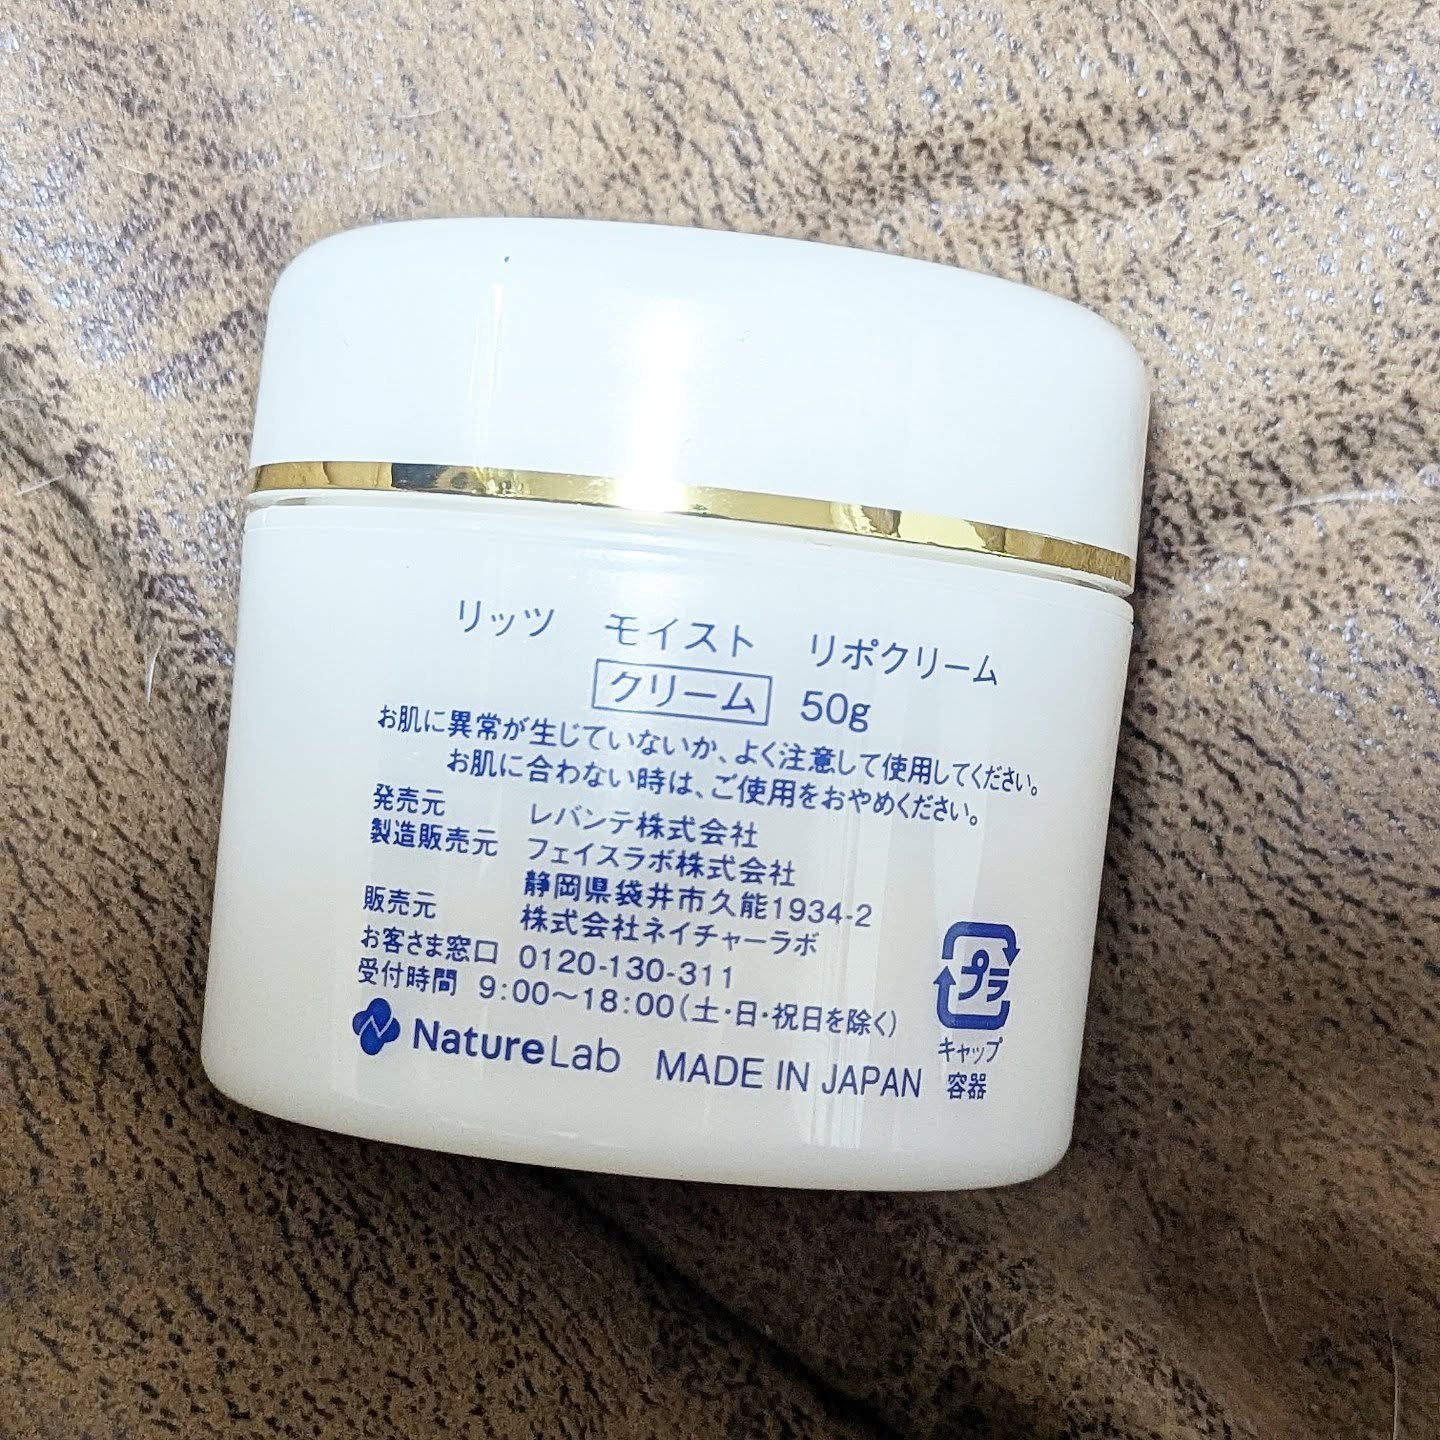 リッツ モイスト リポクリーム
クリーム 50g
お肌に異常が生じていないか、よく注意して使用してください。
お肌に合わない時は、ご使用をおやめください。
発売元 レバンテ株式会社
製造販売元 フェイスラボ株式会社
静岡県袋井市久能1934-2
販売元 株式会社ネイチャーラボ
お客さま窓口 0120-130-311
受付時間 9:00〜18:00(土・日・祝日を除く)
NatureLab MADE IN JAPAN
プラ
キャップ
容器